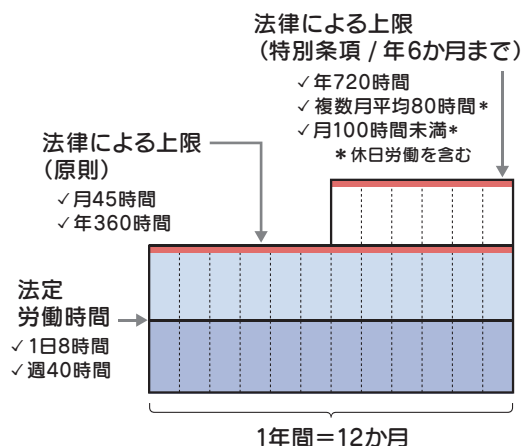 法律による上限
（特別条項 / 年6か月まで）
✓年720時間
✓複数月平均80時間＊
✓月100時間未満＊
＊休日労働を含む
法律による上限
（原則）
✓月45時間
✓年360時間
法定
労働時間
✓1日8時間
✓週40時間
1年間＝12か月